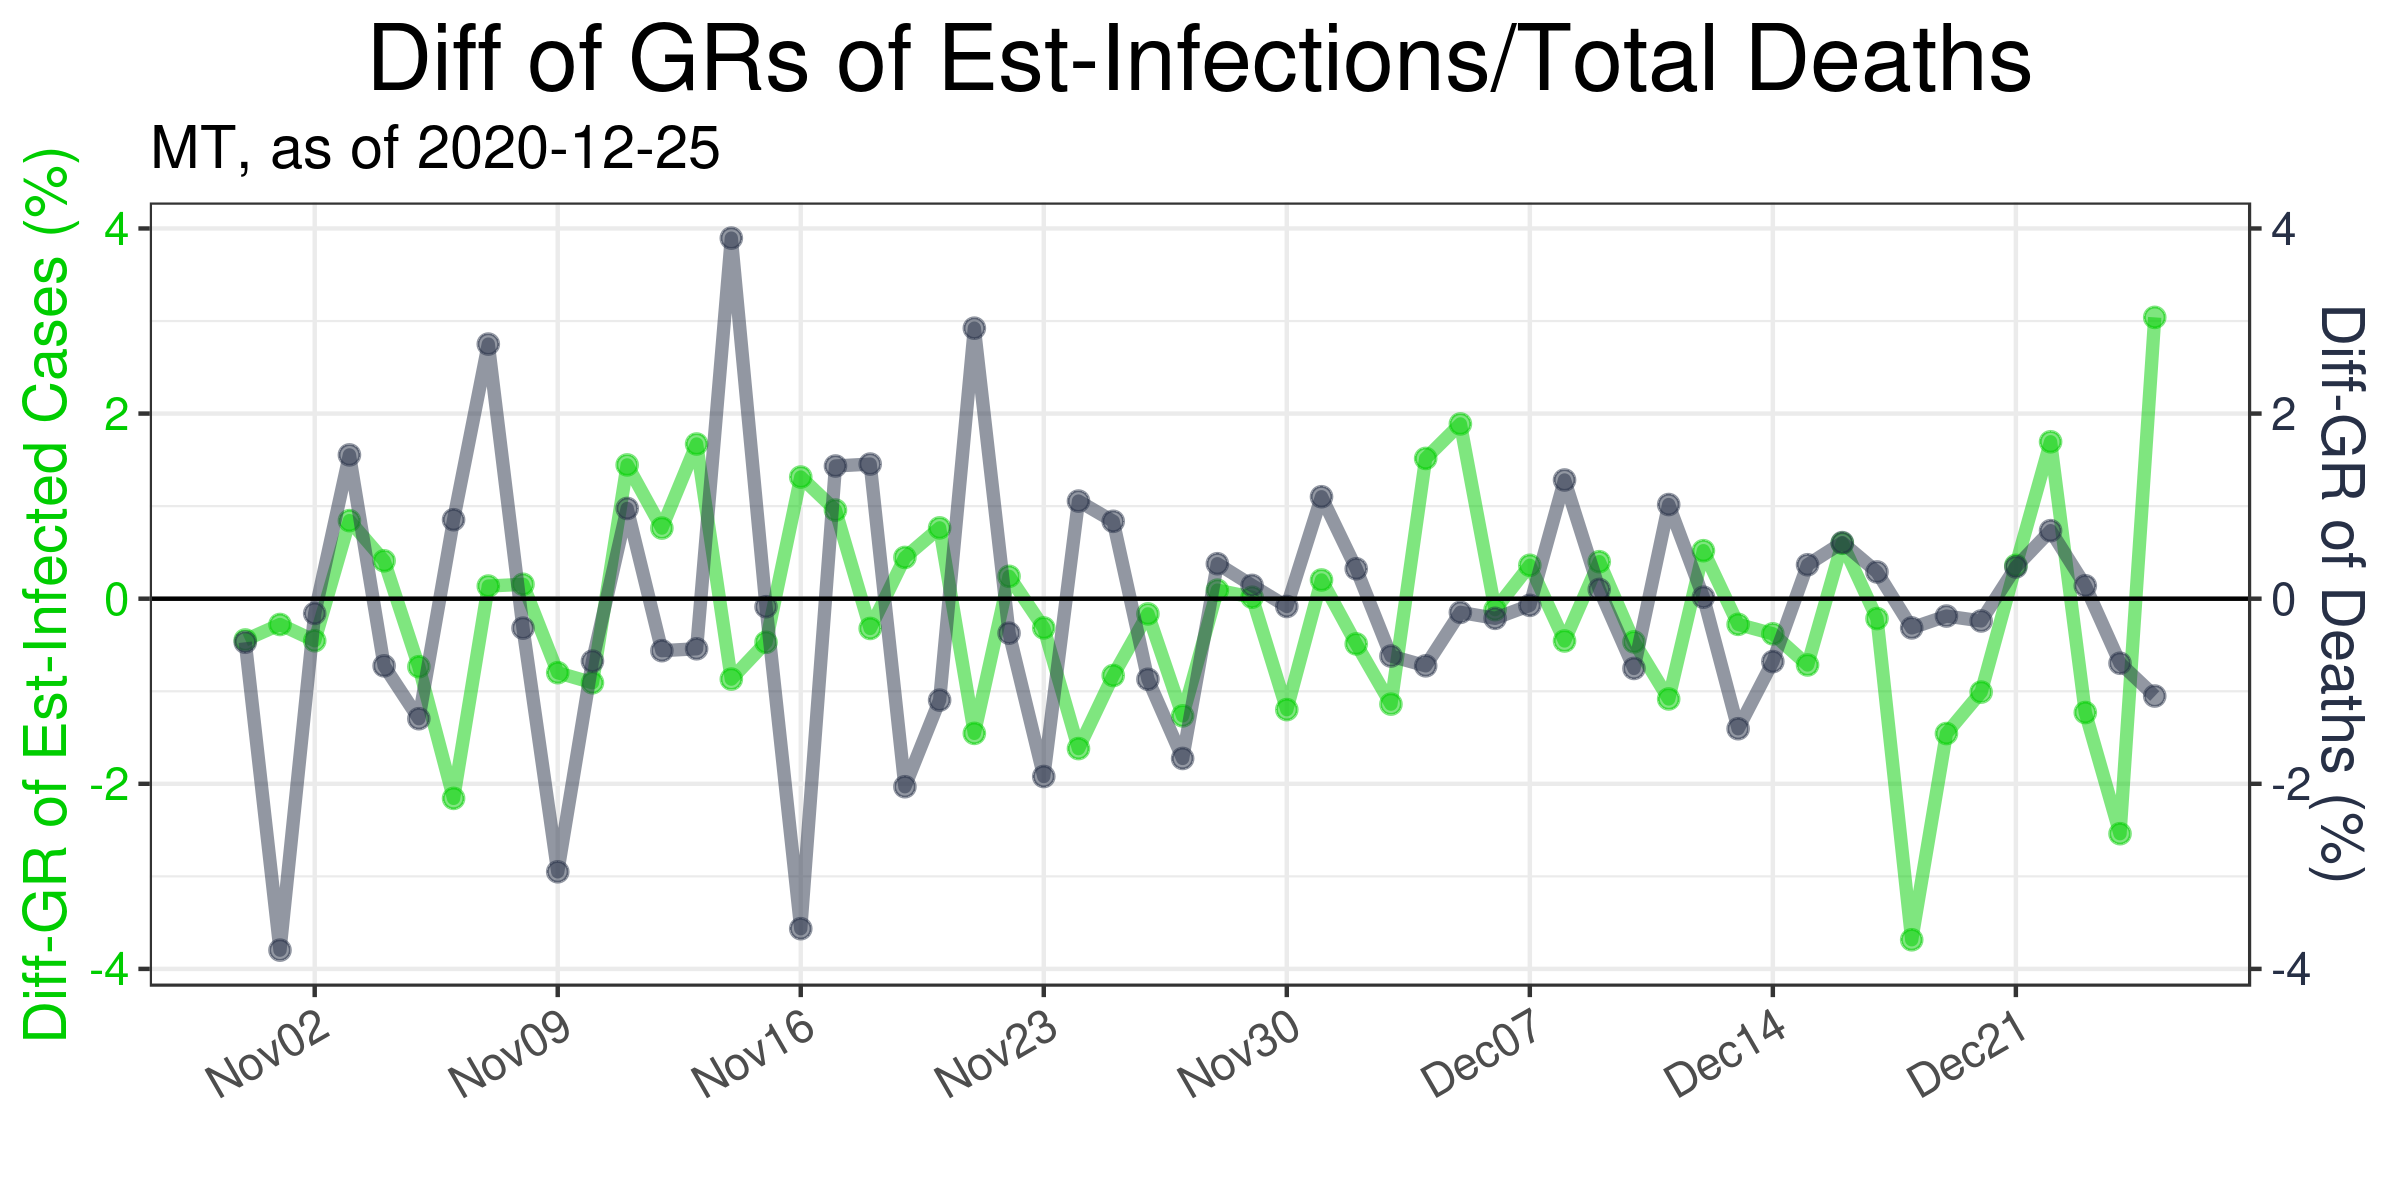 Diff of GRs of Est-Infections/Total Deaths
MT, as of 2020-12-25
Diff-GR of Est-Infected Cases (%)
4
2
0
-2
-4
4
2
0
-2
-4
Diff-GR of Deaths (%)
Nov02
Nov09
Nov16
Nov23
Nov30
Dec07
Dec14
Dec21